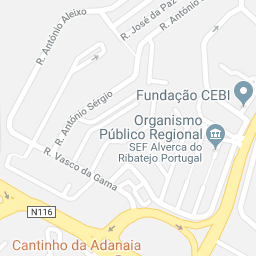 R. António Aleixo
R. José da Paz
R. António
R. António Sérgio
Fundação CEBI
Organismo
Público Regional
SEF Alverca do
Ribatejo Portugal
R. Vasco da Gama
N116
Cantinho da Adanaia